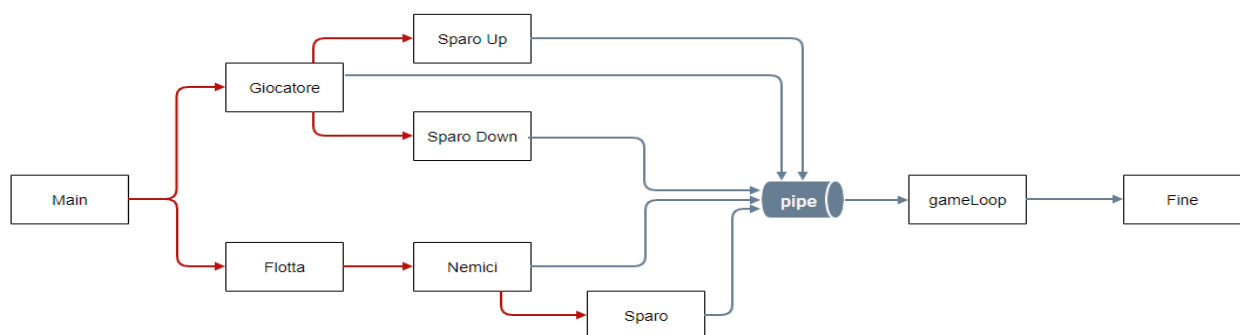 Sparo Up
Giocatore
Sparo Down
Main
pipe
gameLoop
Fine
Flotta
Nemici
Sparo